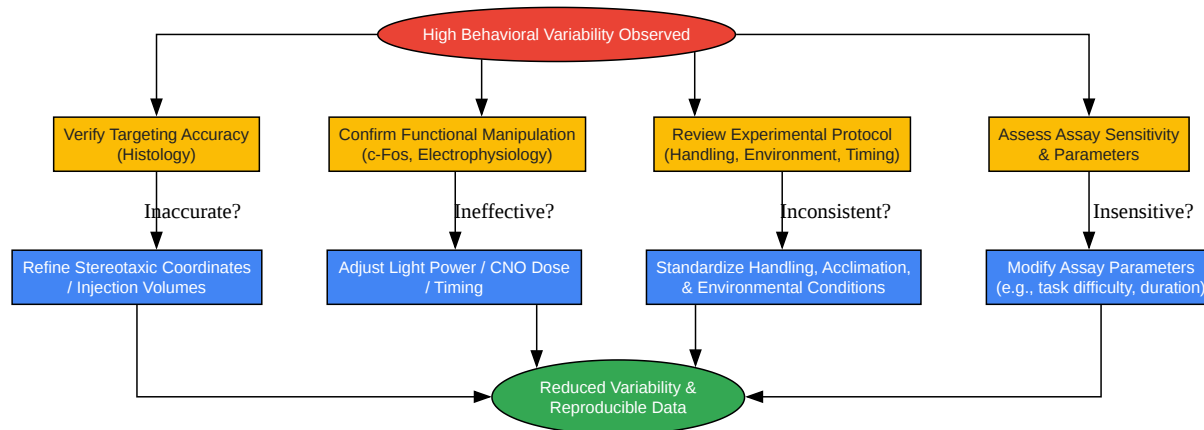 High Behavioral Variability Observed
Verify Targeting Accuracy
(Histology)
Confirm Functional Manipulation
(c-Fos, Electrophysiology)
Review Experimental Protocol
(Handling, Environment, Timing)
Assess Assay Sensitivity
& Parameters
Inaccurate?
Ineffective?
Inconsistent?
Insensitive?
Refine Stereotaxic Coordinates
/ Injection Volumes
Adjust Light Power / CNO Dose
/ Timing
Standardize Handling, Acclimation,
& Environmental Conditions
Modify Assay Parameters
(e.g., task difficulty, duration)
Reduced Variability &
Reproducible Data